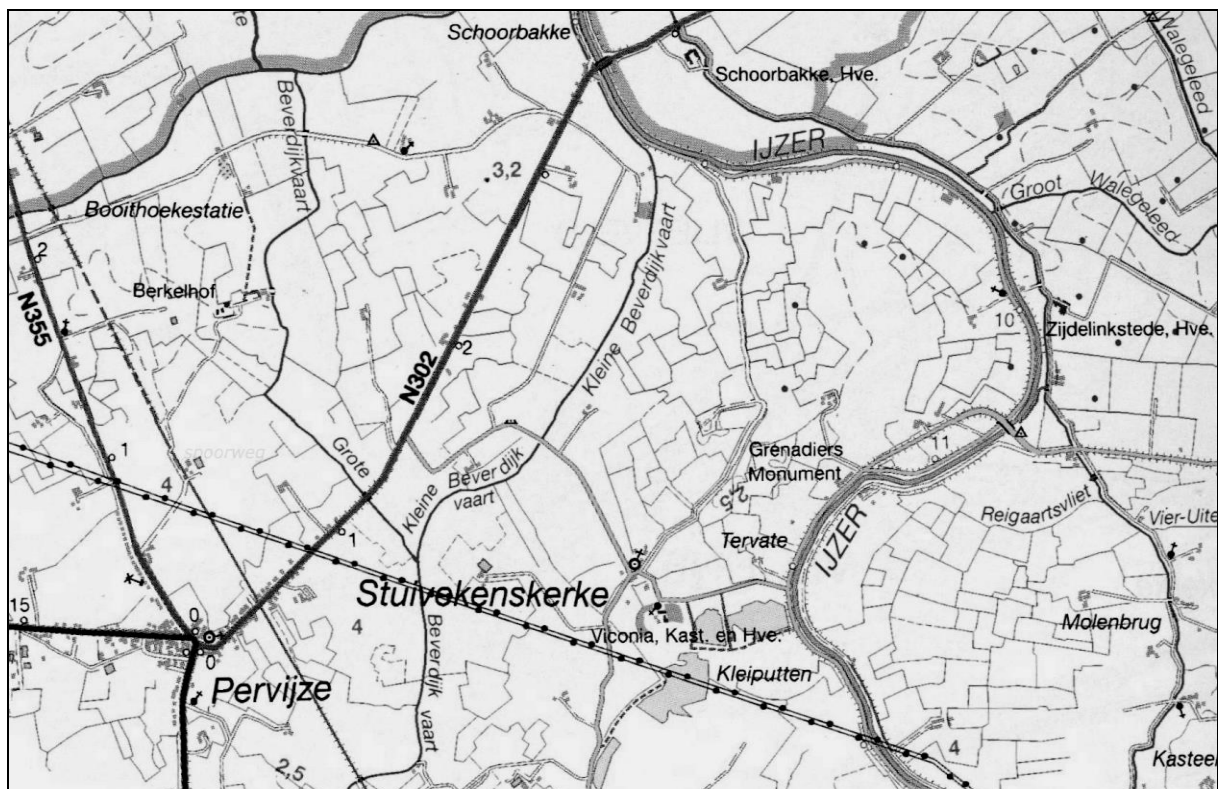 Schoorbakke
Schoorbakke, Hve.
Walegeleed
IJZER
Beverdijkvaart
3,2
Groot
Walegeleed
Booithoekestatie
2
Berkelhof
N355
10
Zijdelinkstede, Hve.
2
N302
Kleine Beverdijkvaart
1
spoorweg
4
Grote
Kleine
Beverdijk
vaart
Grenadiers
Monument
11
2,5
IJZER
Reigaartsvliet
Vier-Uite
Tervate
1
Stuivekenskerke
15
0
0
4
Beverdijk
vaart
Viconia, Kast. en Hve.
Molenbrug
Kleiputten
Pervijze
2,5
4
Kasteel